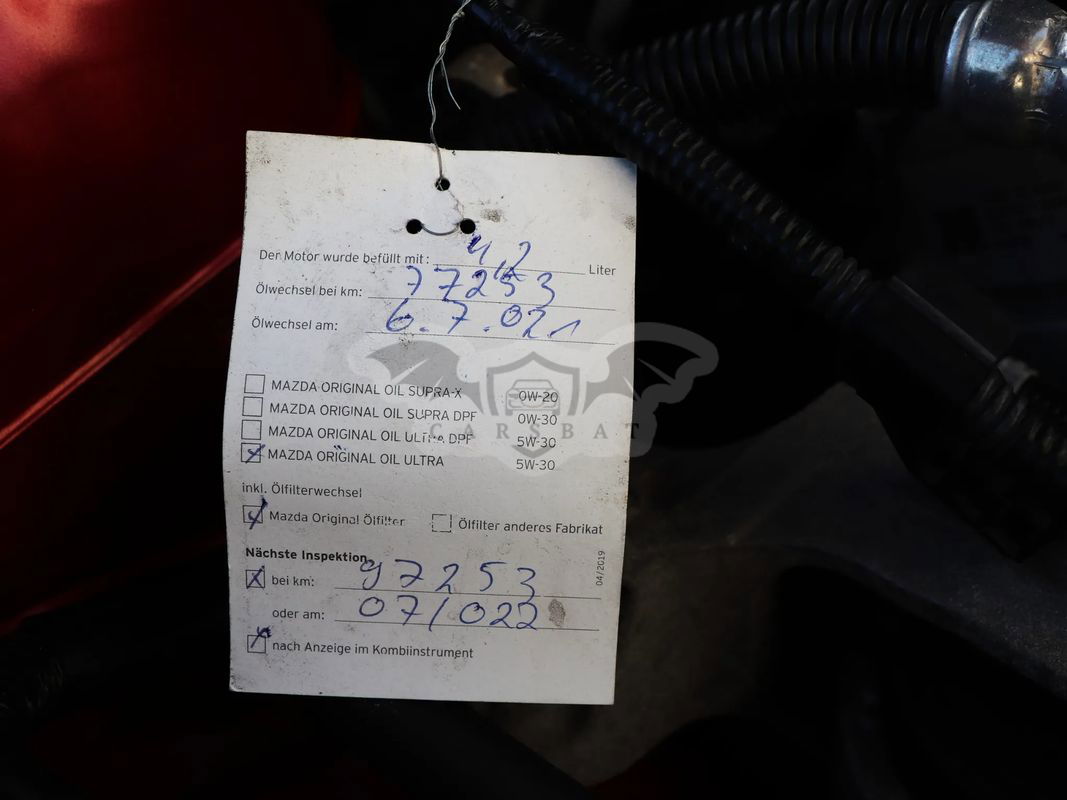 Der Motor wurde befüllt mit: 4,2 Liter
Ölwechsel bei km: 77253
Ölwechsel am: 6.7.021
MAZDA ORIGINAL OIL SUPRA-X 0W-20
MAZDA ORIGINAL OIL SUPRA DPF 0W-30
MAZDA ORIGINAL OIL ULTRA DPF 5W-30
MAZDA ORIGINAL OIL ULTRA 5W-30
CARSBAT
inkl. Ölfilterwechsel
Mazda Original Ölfilter Ölfilter anderes Fabrikat
Nächste Inspektion
bei km: 97253
oder am: 07/022
nach Anzeige im Kombiinstrument
04/2019